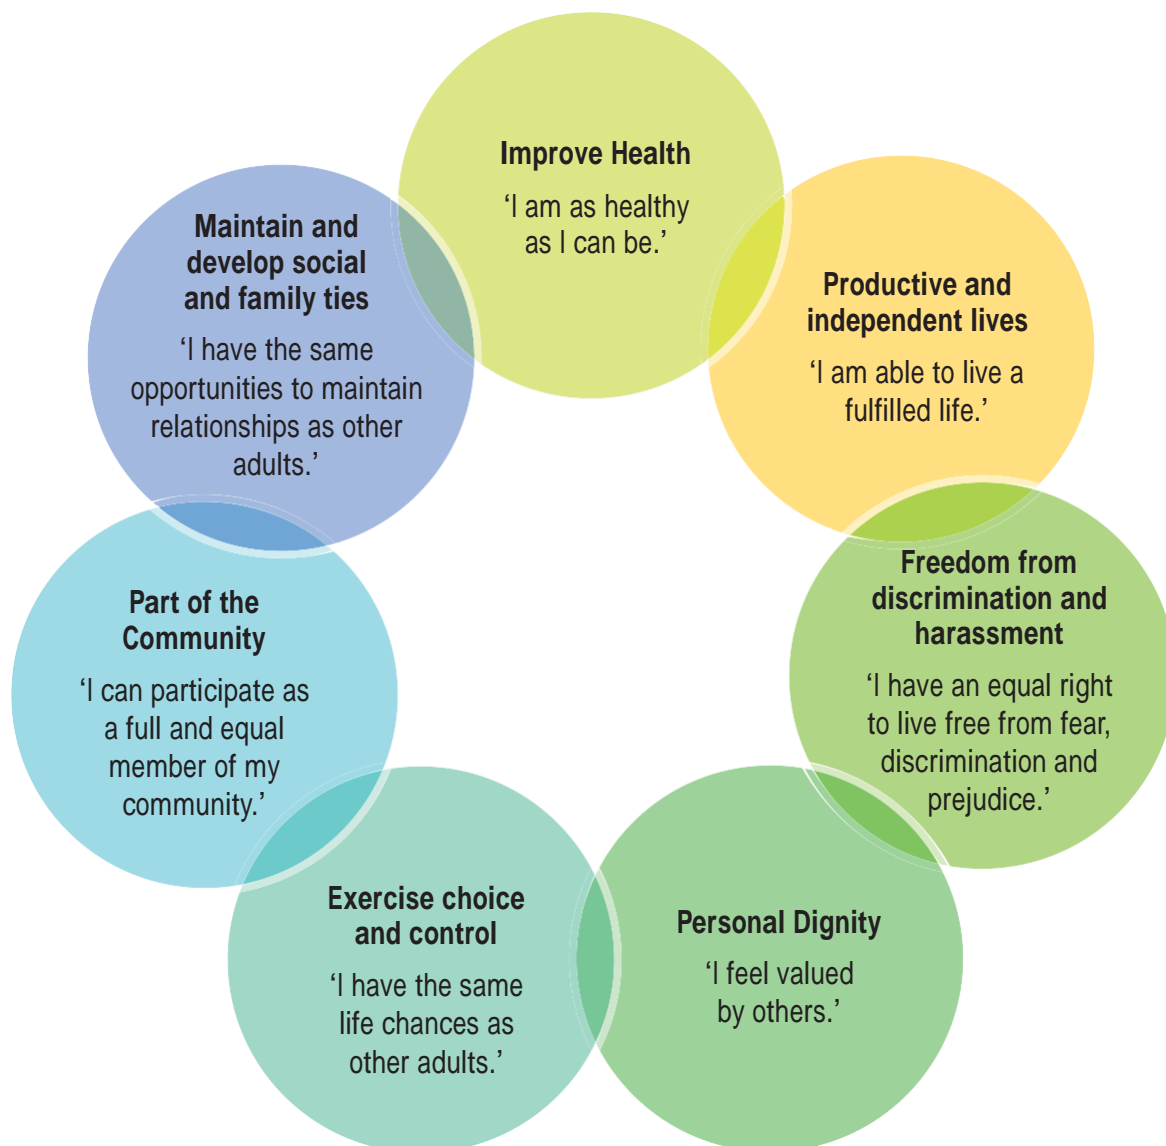 Improve Health
‘I am as healthy
as I can be.’
Productive and
independent lives
‘I am able to live a
fulfilled life.’
Freedom from
discrimination and
harassment
‘I have an equal right
to live free from fear,
discrimination and
prejudice.’
Personal Dignity
‘I feel valued
by others.’
Exercise choice
and control
‘I have the same
life chances as
other adults.’
Part of the
Community
‘I can participate as
a full and equal
member of my
community.’
Maintain and
develop social
and family ties
‘I have the same
opportunities to maintain
relationships as other
adults.’